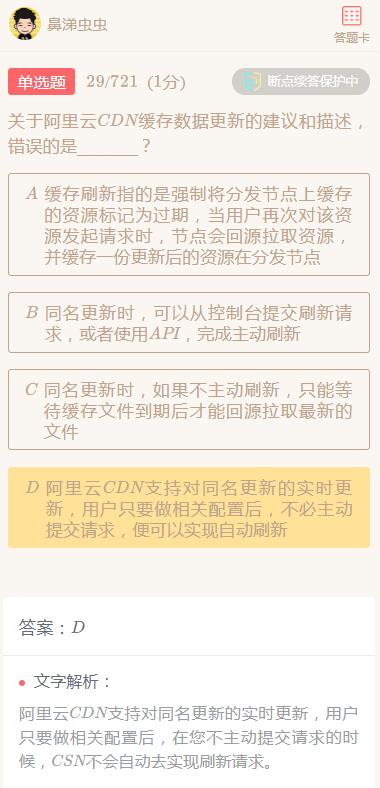 鼻涕虫虫
答题卡
单选题 29/721 (1分)
断点续答保护中
关于阿里云CDN缓存数据更新的建议和描述，
错误的是______？
A 缓存刷新指的是强制将分发节点上缓存
的资源标记为过期，当用户再次对该资
源发起请求时，节点会回源拉取资源，
并缓存一份更新后的资源在分发节点
B 同名更新时，可以从控制台提交刷新请
求，或者使用API，完成主动刷新
C 同名更新时，如果不主动刷新，只能等
待缓存文件到期后才能回源拉取最新的
文件
D 阿里云CDN支持对同名更新的实时更
新，用户只要做相关配置后，不必主动
提交请求，便可以实现自动刷新
答案：D
文字解析：
阿里云CDN支持对同名更新的实时更新，用户
只要做相关配置后，在您不主动提交请求的时
候，CSN不会自动去实现刷新请求。